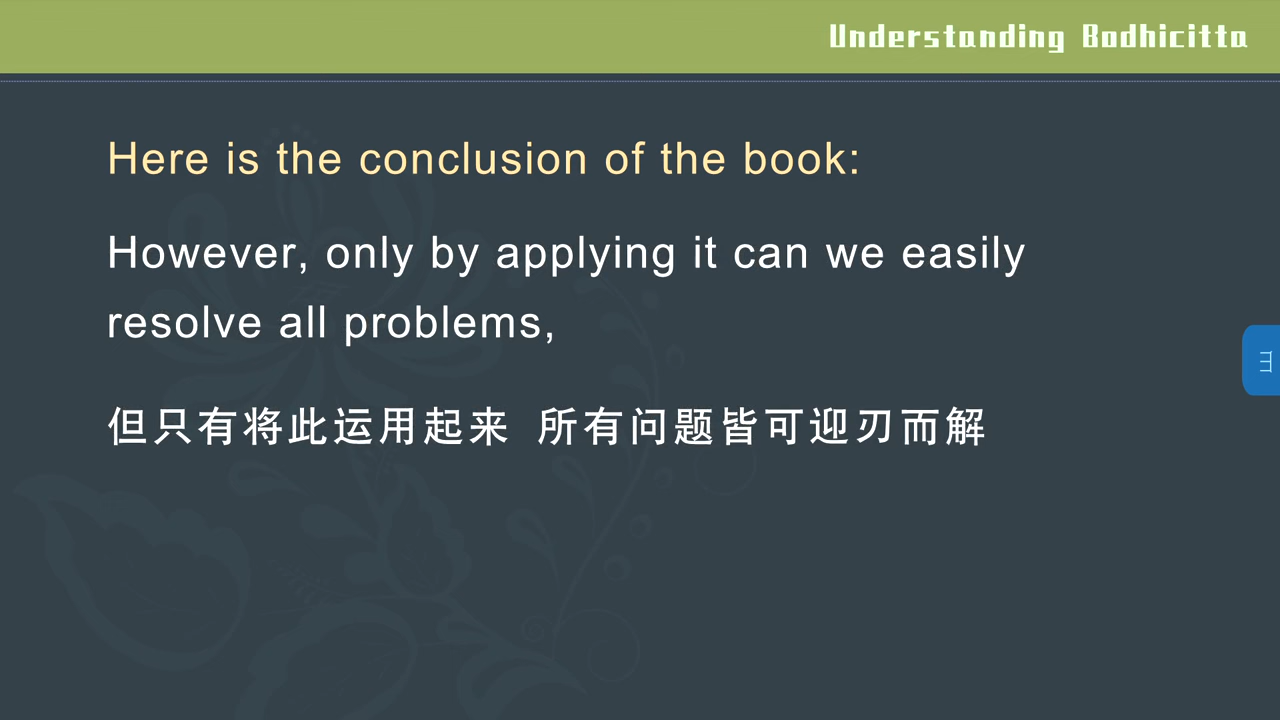 Understanding Bodhicitta
Here is the conclusion of the book:
However, only by applying it can we easily
resolve all problems,
但只有将此运用起来 所有问题皆可迎刃而解